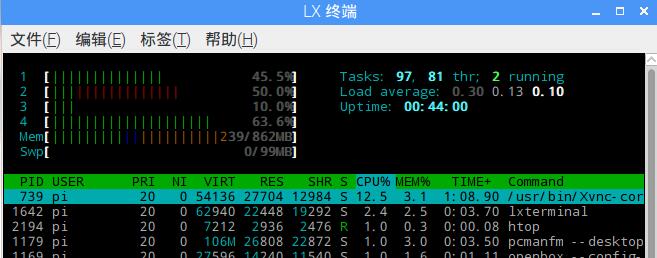 LX 终端
文件(F) 编辑(E) 标签(T) 帮助(H)
1 [|||||||||||||| 45.5%] Tasks: 97, 81 thr; 2 running
2 [|||||||||||||||| 50.0%] Load average: 0.30 0.13 0.10
3 [||| 10.0%] Uptime: 00:44:00
4 [|||||||||||||||||||| 63.6%]
Mem[||||||||||||||||||||||239/862MB]
Swp[ 0/99MB]
PID USER PRI NI VIRT RES SHR S CPU% MEM% TIME+ Command
739 pi 20 0 54136 27704 12984 S 12.5 3.1 1:08.90 /usr/bin/Xvnc-cor
1642 pi 20 0 62940 22448 19292 S 2.4 2.5 0:03.70 lxterminal
2194 pi 20 0 7212 2936 2476 R 1.0 0.3 0:00.08 htop
1179 pi 20 0 106M 26808 22872 S 1.0 3.0 0:03.50 pcmanfm --desktop
1169 pi 20 0 27596 14240 11540 S 1.0 1.6 0:01.11 openbox --config-